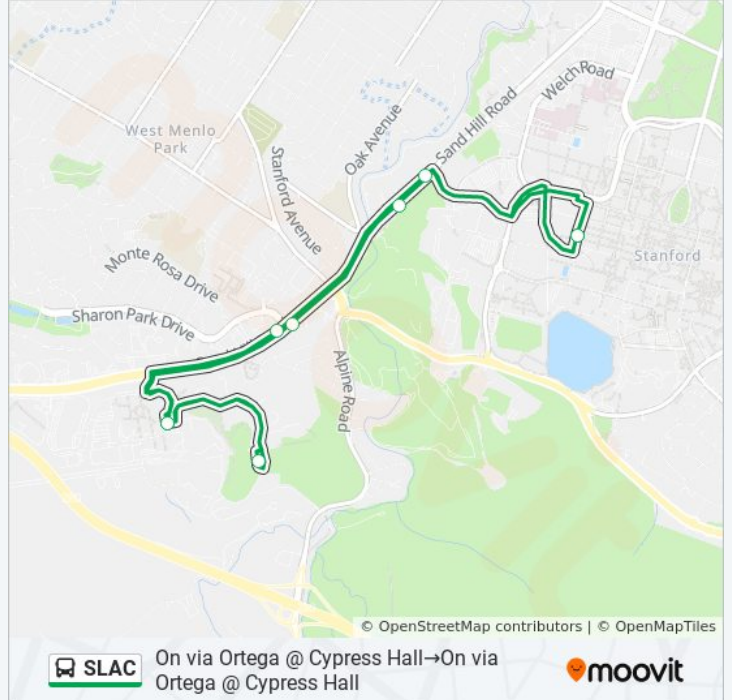 Welch Road
Sand Hill Road
West Menlo
Park
Oak Avenue
Stanford Avenue
Stanford
Monte Rosa Drive
Sharon Park Drive
Alpine Road
© OpenStreetMap contributors | © OpenMapTiles
SLAC
On via Ortega @ Cypress Hall→On via
Ortega @ Cypress Hall
moovit